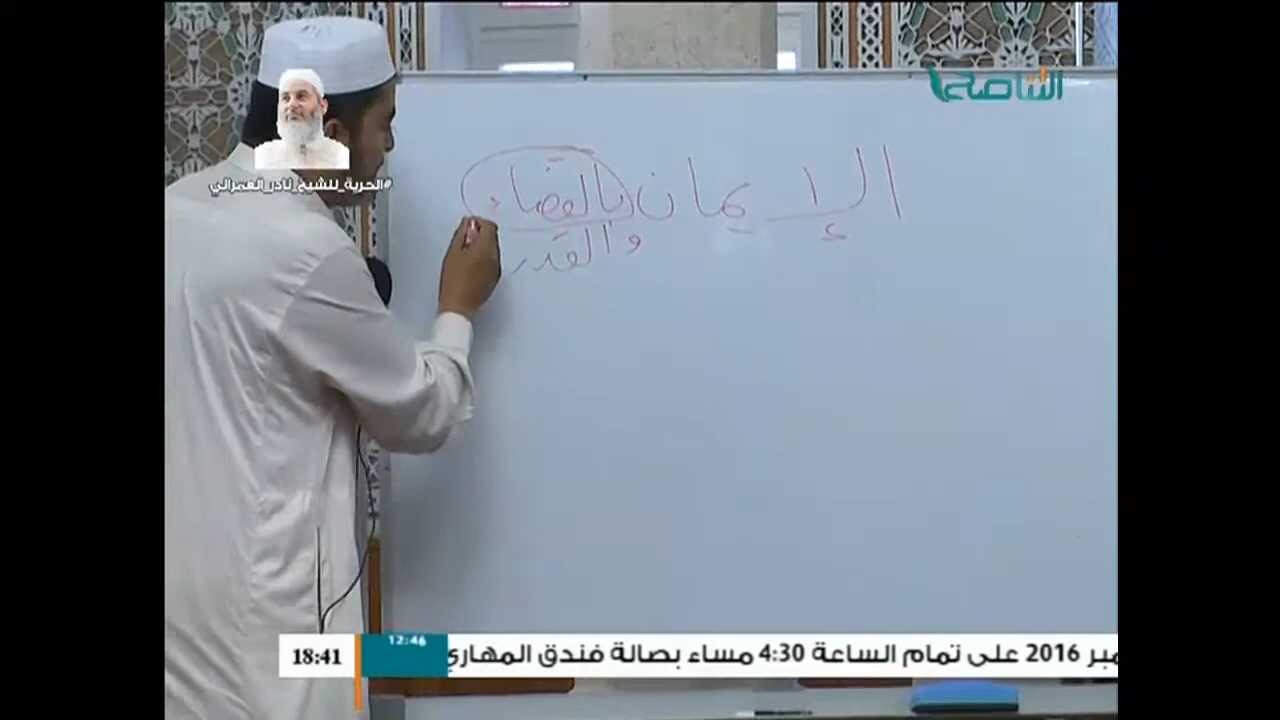 التناصح
الإيمان بالقضاء
والقدر
#الحرية_للشيخ_نادر_العمراني
12:46
18:41
مبر 2016 على تمام الساعة 4:30 مساء بصالة فندق المهاري